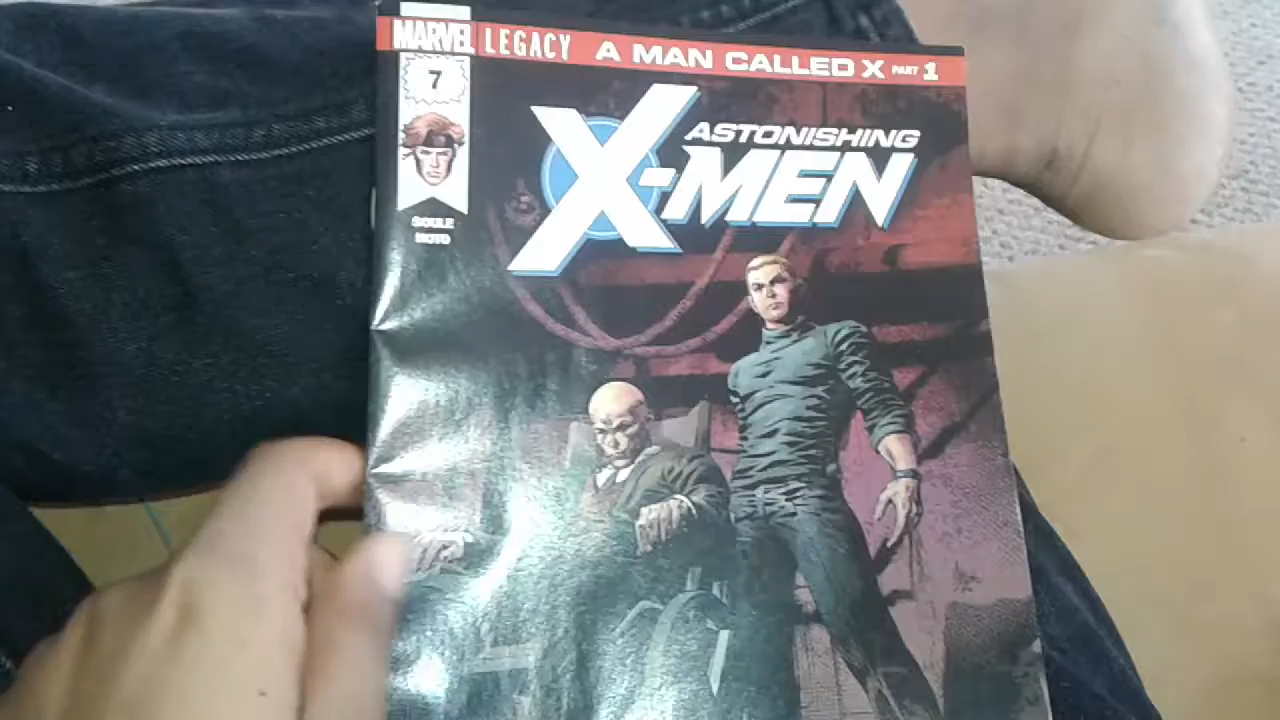 MARVEL LEGACY A MAN CALLED X PART 1
7
ASTONISHING
X-MEN
SOULE
NOTO